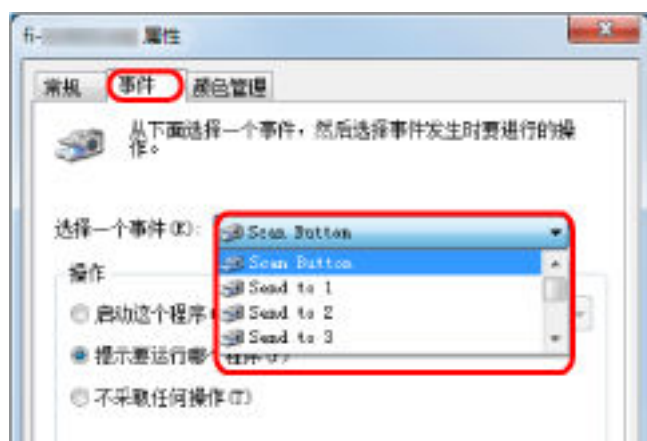 fi- 属性
常规 事件 颜色管理
从下面选择一个事件，然后选择事件发生时要进行的操
作。
选择一个事件(E): Scan Button
Scan Button
操作
Send to 1
启动这个程序
Send to 2
Send to 3
提示要运行哪个程序(P)
不采取任何操作(T)